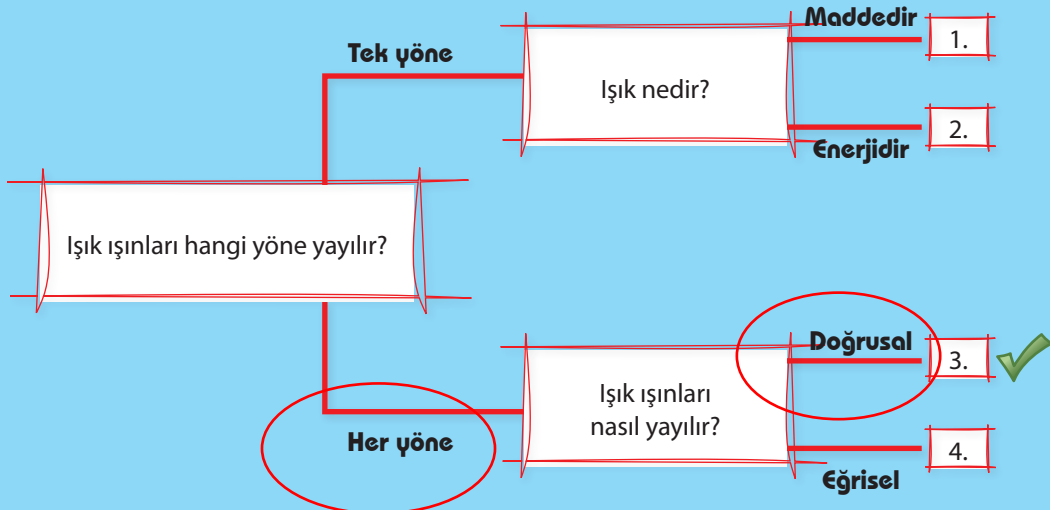 Maddedir
1.
Tek yöne
Işık nedir?
2.
Enerjidir
Işık ışınları hangi yöne yayılır?
Doğrusal
3.
Işık ışınları
nasıl yayılır?
Her yöne
4.
Eğrisel